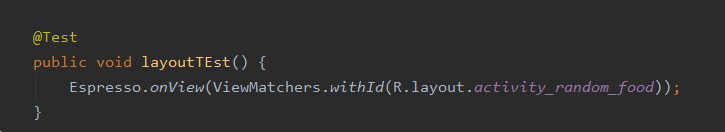 @Test
public void layoutTEst() {
Espresso.onView(ViewMatchers.withId(R.layout.activity_random_food));
}